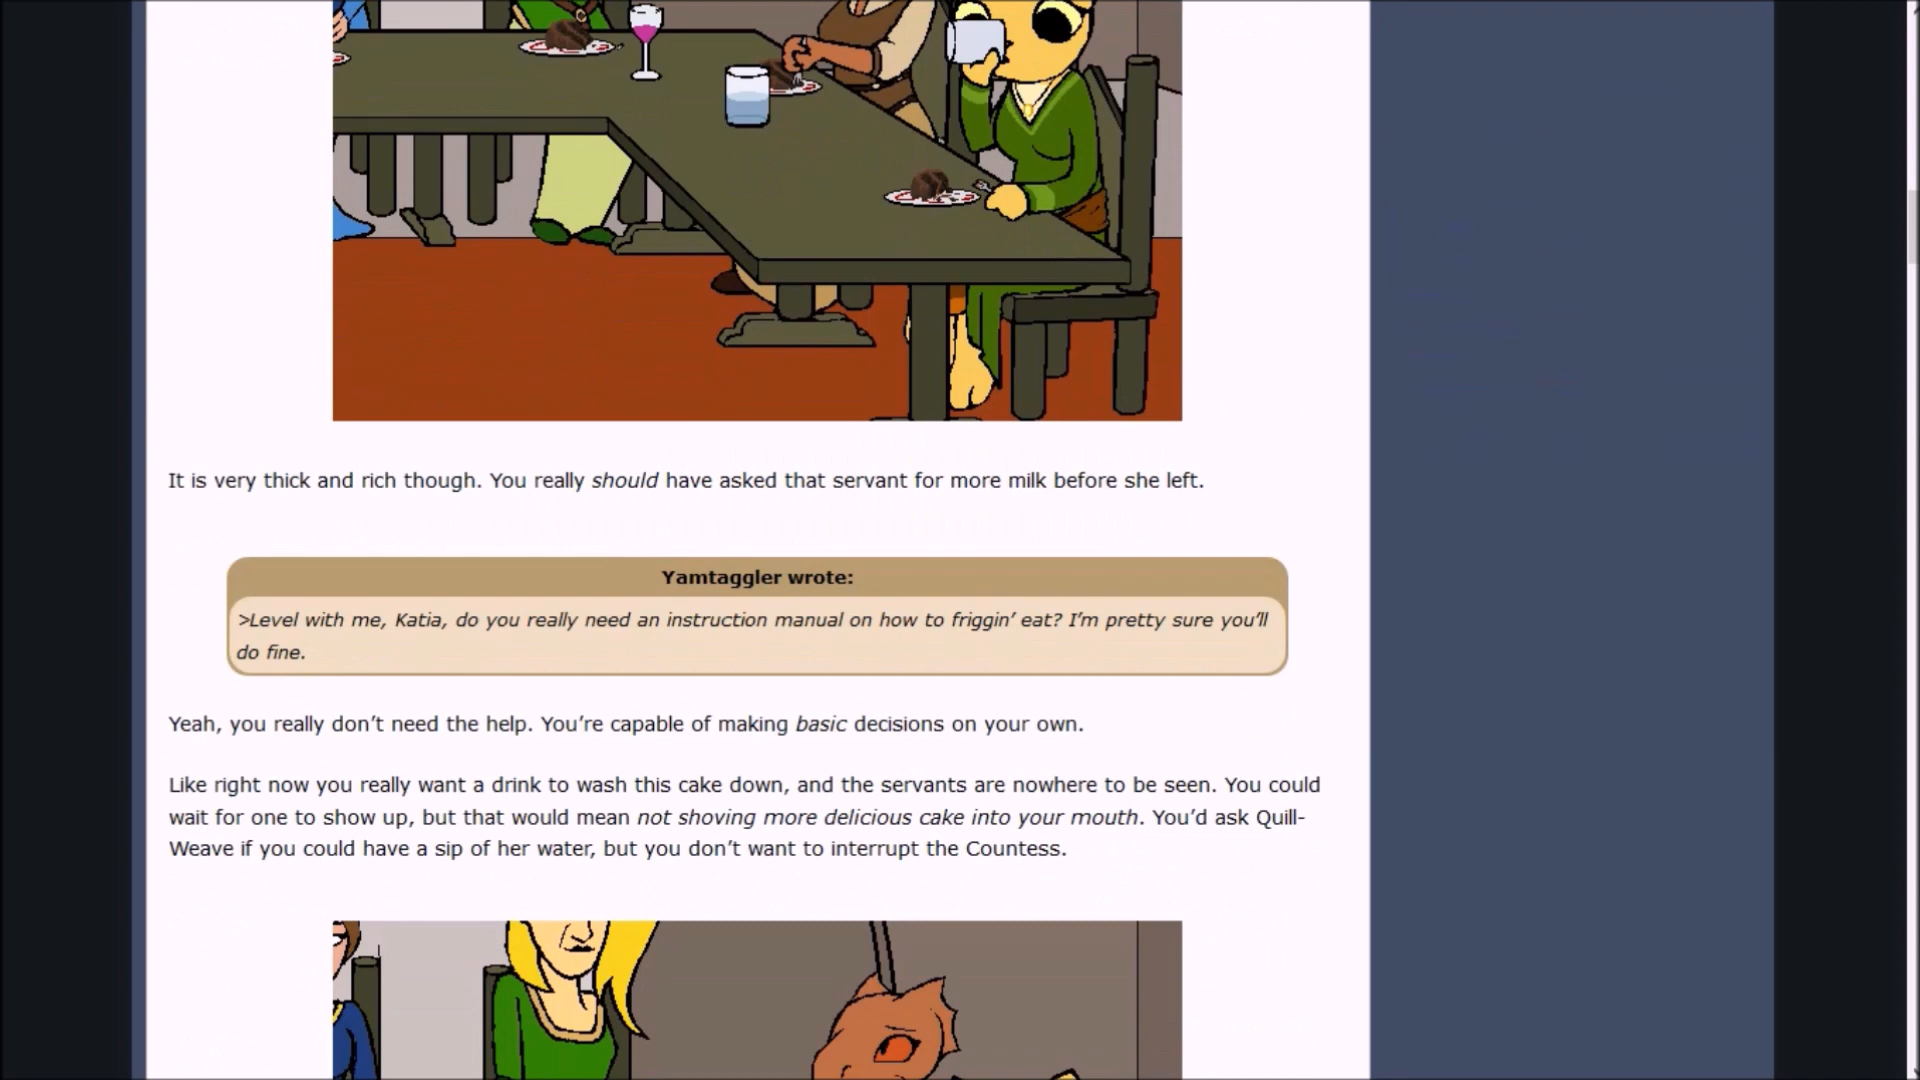 It is very thick and rich though. You really should have asked that servant for more milk before she left.
Yamtaggler wrote:
>Level with me, Katia, do you really need an instruction manual on how to friggin’ eat? I’m pretty sure you’ll
do fine.
Yeah, you really don’t need the help. You’re capable of making basic decisions on your own.
Like right now you really want a drink to wash this cake down, and the servants are nowhere to be seen. You could
wait for one to show up, but that would mean not shoving more delicious cake into your mouth. You’d ask Quill-
Weave if you could have a sip of her water, but you don’t want to interrupt the Countess.